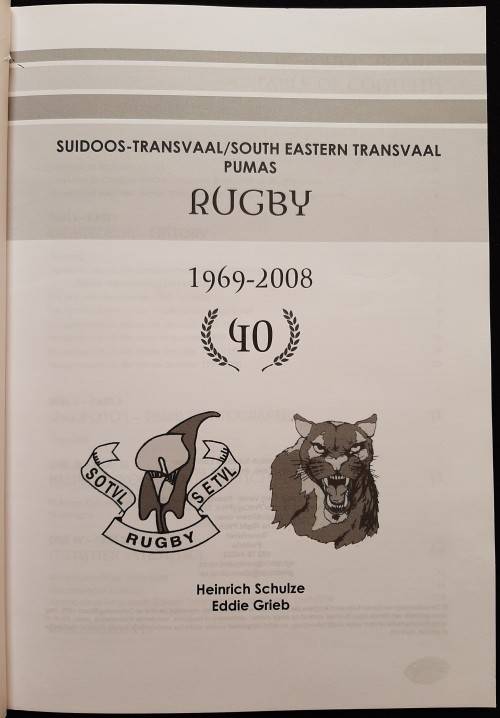 SUIDOOS-TRANSVAAL/SOUTH EASTERN TRANSVAAL
PUMAS
RUGBY
1969-2008
40
SOTVL
SETVL
RUGBY
Heinrich Schulze
Eddie Grieb